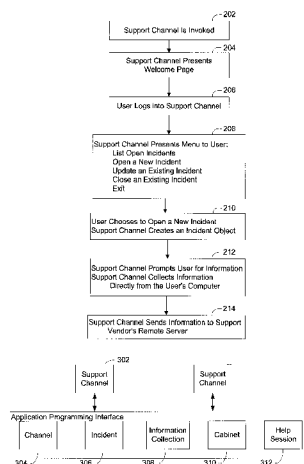 202
Support Channel Is Invoked
204
Support Channel Presents
Welcome Page
206
User Logs into Support Channel
208
Support Channel Presents Menu to User:
List Open Incidents
Open a New Incident
Update an Existing Incident
Close an Existing Incident
Exit
210
User Chooses to Open a New Incident
Support Channel Creates an Incident Object
212
Support Channel Prompts User for Information
Support Channel Collects Information
Directly from the User's Computer
214
Support Channel Sends Information to Support
Vendor's Remote Server
302
Support Channel
Support Channel
Application Programming Interface
Channel
Incident
Information Collection
Cabinet
Help Session
304
306
308
310
312